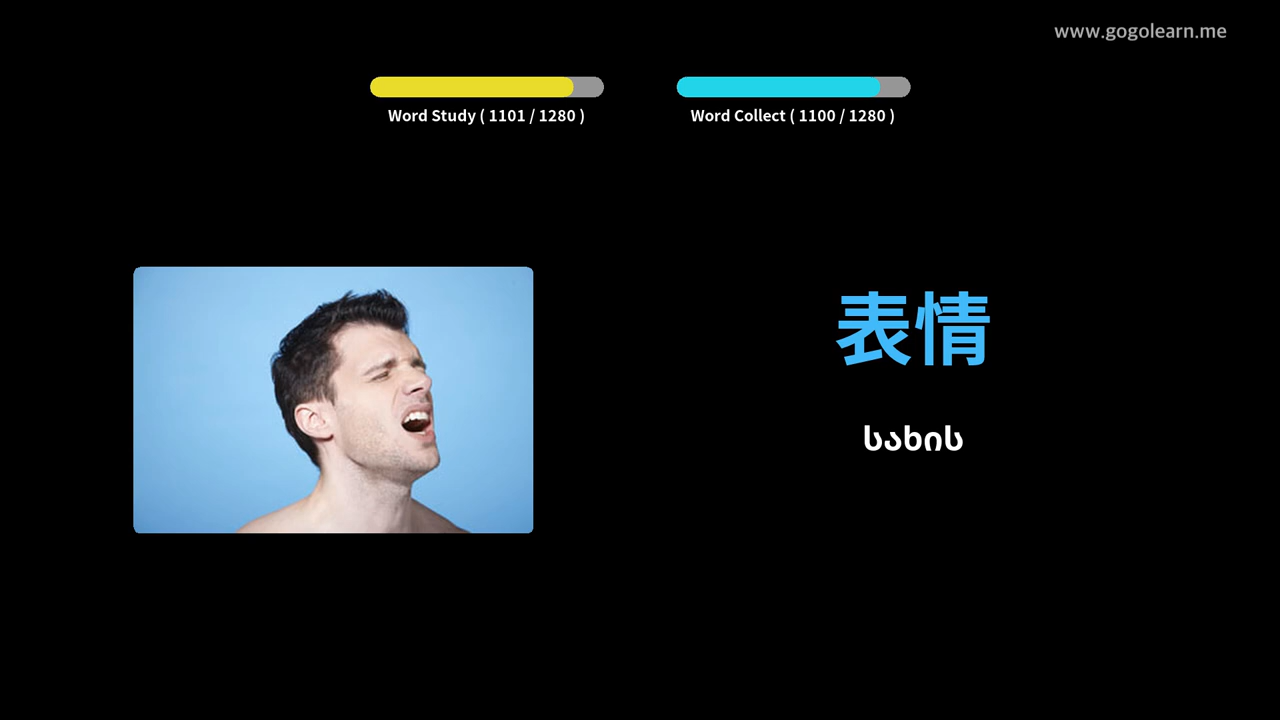 www.gogolearn.me
Word Study ( 1101 / 1280 )
Word Collect ( 1100 / 1280 )
表情
სახის